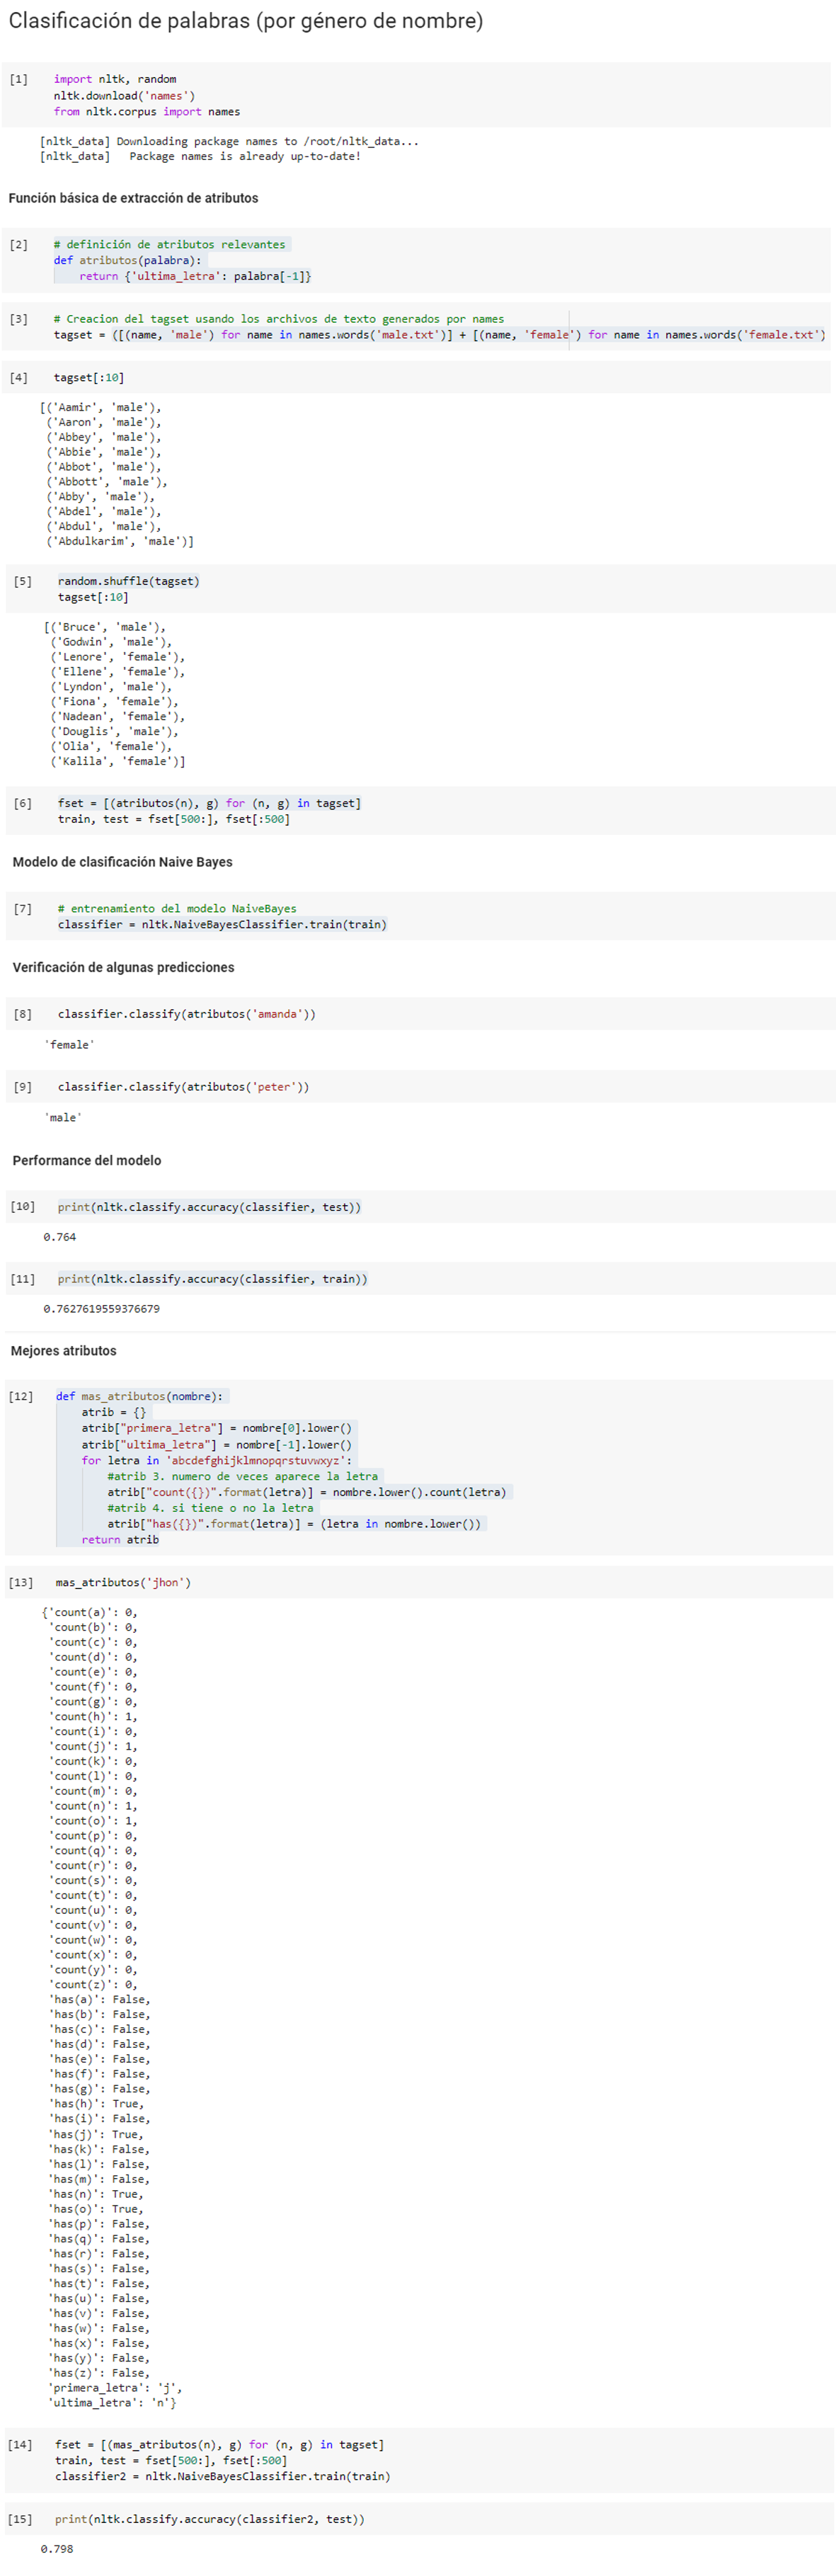 Clasificación de palabras (por género de nombre)
[1] import nltk, random
nltk.download('names')
from nltk.corpus import names
[nltk_data] Downloading package names to /root/nltk_data...
[nltk_data]   Package names is already up-to-date!
Función básica de extracción de atributos
[2] # definición de atributos relevantes
def atributos(palabra):
    return {'ultima_letra': palabra[-1]}
[3] # Creacion del tagset usando los archivos de texto generados por names
tagset = ([(name, 'male') for name in names.words('male.txt')] + [(name, 'female') for name in names.words('female.txt')
[4] tagset[:10]
[('Aamir', 'male'),
 ('Aaron', 'male'),
 ('Abbey', 'male'),
 ('Abbie', 'male'),
 ('Abbot', 'male'),
 ('Abbott', 'male'),
 ('Abby', 'male'),
 ('Abdel', 'male'),
 ('Abdul', 'male'),
 ('Abdulkarim', 'male')]
[5] random.shuffle(tagset)
tagset[:10]
[('Bruce', 'male'),
 ('Godwin', 'male'),
 ('Lenore', 'female'),
 ('Ellene', 'female'),
 ('Lyndon', 'male'),
 ('Fiona', 'female'),
 ('Nadean', 'female'),
 ('Douglis', 'male'),
 ('Olia', 'female'),
 ('Kalila', 'female')]
[6] fset = [(atributos(n), g) for (n, g) in tagset]
train, test = fset[500:], fset[:500]
Modelo de clasificación Naive Bayes
[7] # entrenamiento del modelo NaiveBayes
classifier = nltk.NaiveBayesClassifier.train(train)
Verificación de algunas predicciones
[8] classifier.classify(atributos('amanda'))
'female'
[9] classifier.classify(atributos('peter'))
'male'
Performance del modelo
[10] print(nltk.classify.accuracy(classifier, test))
0.764
[11] print(nltk.classify.accuracy(classifier, train))
0.7627619559376679
Mejores atributos
[12] def mas_atributos(nombre):
    atrib = {}
    atrib["primera_letra"] = nombre[0].lower()
    atrib["ultima_letra"] = nombre[-1].lower()
    for letra in 'abcdefghijklmnopqrstuvwxyz':
        #atrib 3. numero de veces aparece la letra
        atrib["count({})".format(letra)] = nombre.lower().count(letra)
        #atrib 4. si tiene o no la letra
        atrib["has({})".format(letra)] = (letra in nombre.lower())
    return atrib
[13] mas_atributos('jhon')
{'count(a)': 0,
 'count(b)': 0,
 'count(c)': 0,
 'count(d)': 0,
 'count(e)': 0,
 'count(f)': 0,
 'count(g)': 0,
 'count(h)': 1,
 'count(i)': 0,
 'count(j)': 1,
 'count(k)': 0,
 'count(l)': 0,
 'count(m)': 0,
 'count(n)': 1,
 'count(o)': 1,
 'count(p)': 0,
 'count(q)': 0,
 'count(r)': 0,
 'count(s)': 0,
 'count(t)': 0,
 'count(u)': 0,
 'count(v)': 0,
 'count(w)': 0,
 'count(x)': 0,
 'count(y)': 0,
 'count(z)': 0,
 'has(a)': False,
 'has(b)': False,
 'has(c)': False,
 'has(d)': False,
 'has(e)': False,
 'has(f)': False,
 'has(g)': False,
 'has(h)': True,
 'has(i)': False,
 'has(j)': True,
 'has(k)': False,
 'has(l)': False,
 'has(m)': False,
 'has(n)': True,
 'has(o)': True,
 'has(p)': False,
 'has(q)': False,
 'has(r)': False,
 'has(s)': False,
 'has(t)': False,
 'has(u)': False,
 'has(v)': False,
 'has(w)': False,
 'has(x)': False,
 'has(y)': False,
 'has(z)': False,
 'primera_letra': 'j',
 'ultima_letra': 'n'}
[14] fset = [(mas_atributos(n), g) for (n, g) in tagset]
train, test = fset[500:], fset[:500]
classifier2 = nltk.NaiveBayesClassifier.train(train)
[15] print(nltk.classify.accuracy(classifier2, test))
0.798